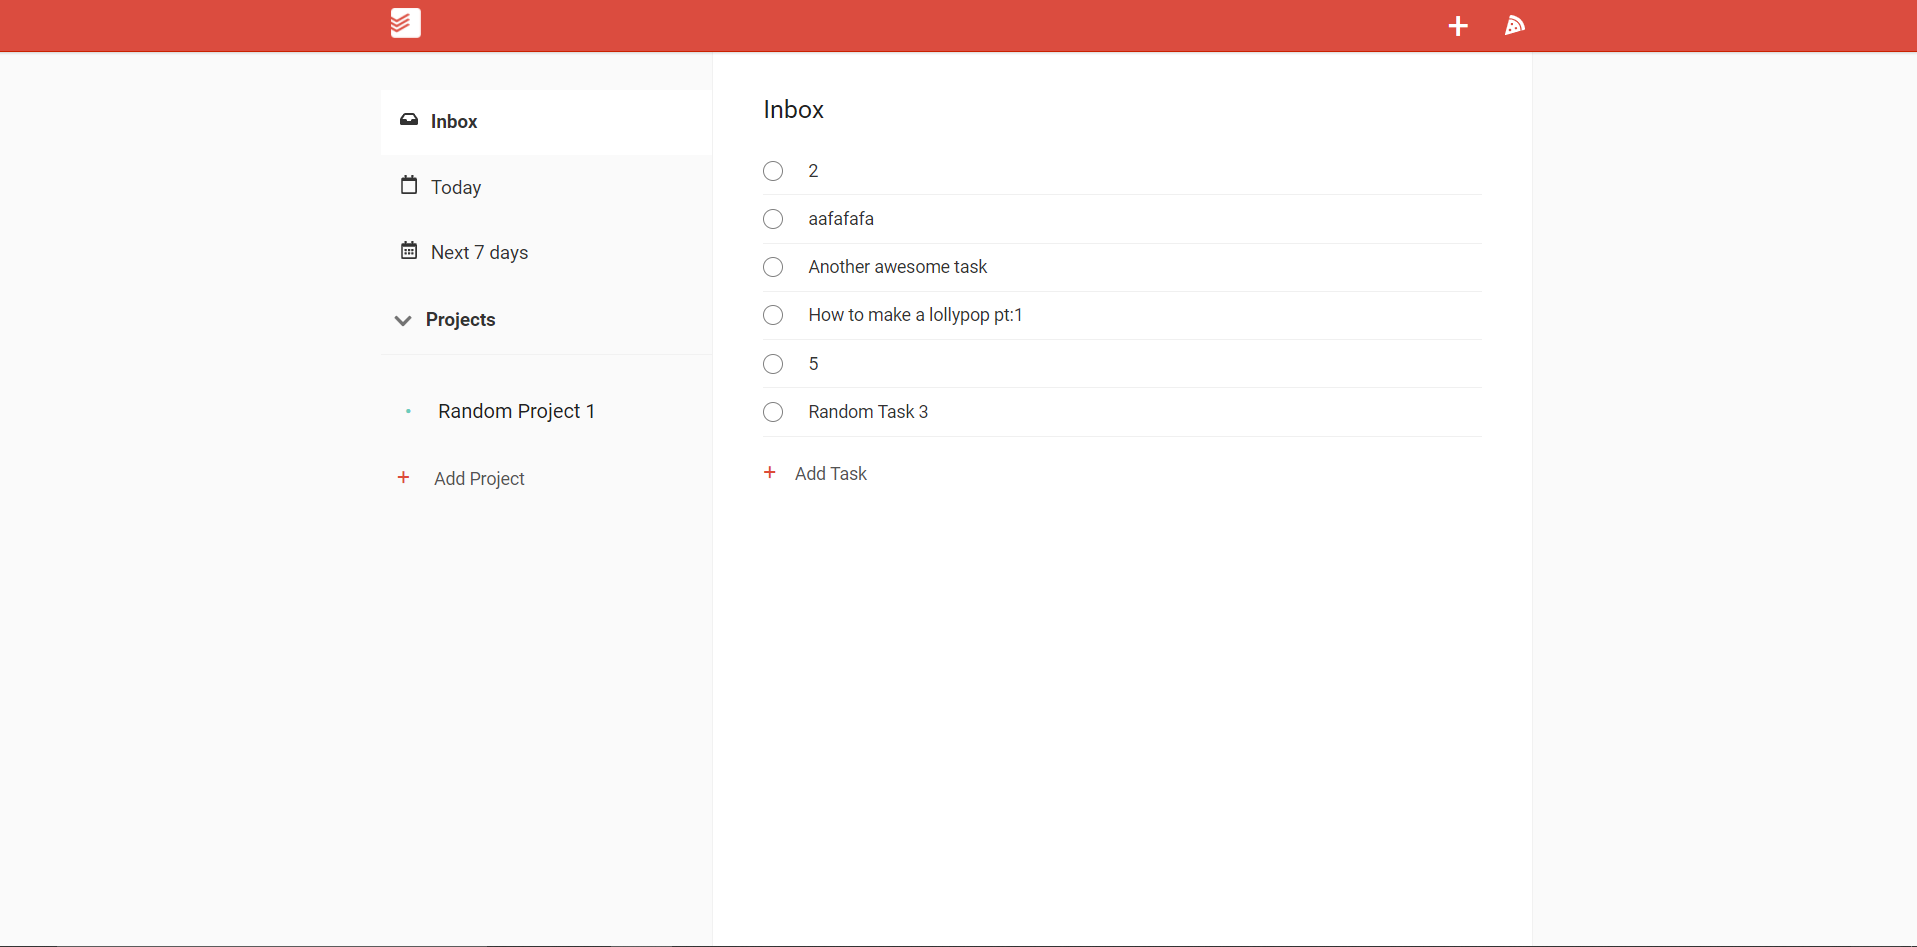 Inbox
Today
Next 7 days
Projects
Random Project 1
+ Add Project
Inbox
2
aafafafa
Another awesome task
How to make a lollypop pt:1
5
Random Task 3
+ Add Task